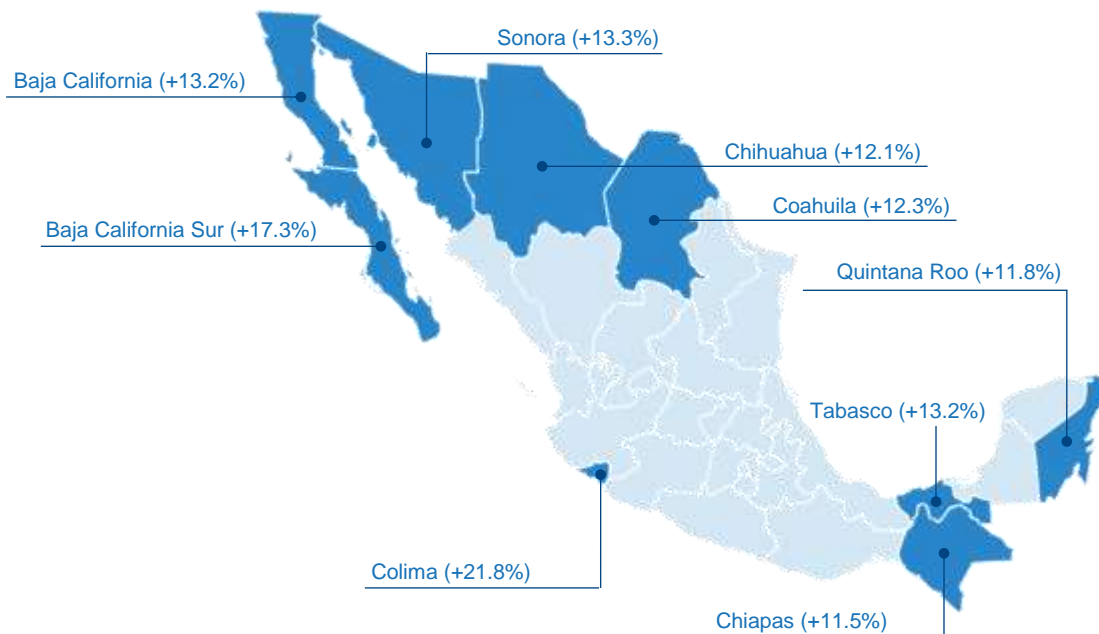 Sonora (+13.3%)
Baja California (+13.2%)
Chihuahua (+12.1%)
Coahuila (+12.3%)
Baja California Sur (+17.3%)
Quintana Roo (+11.8%)
Tabasco (+13.2%)
Colima (+21.8%)
Chiapas (+11.5%)